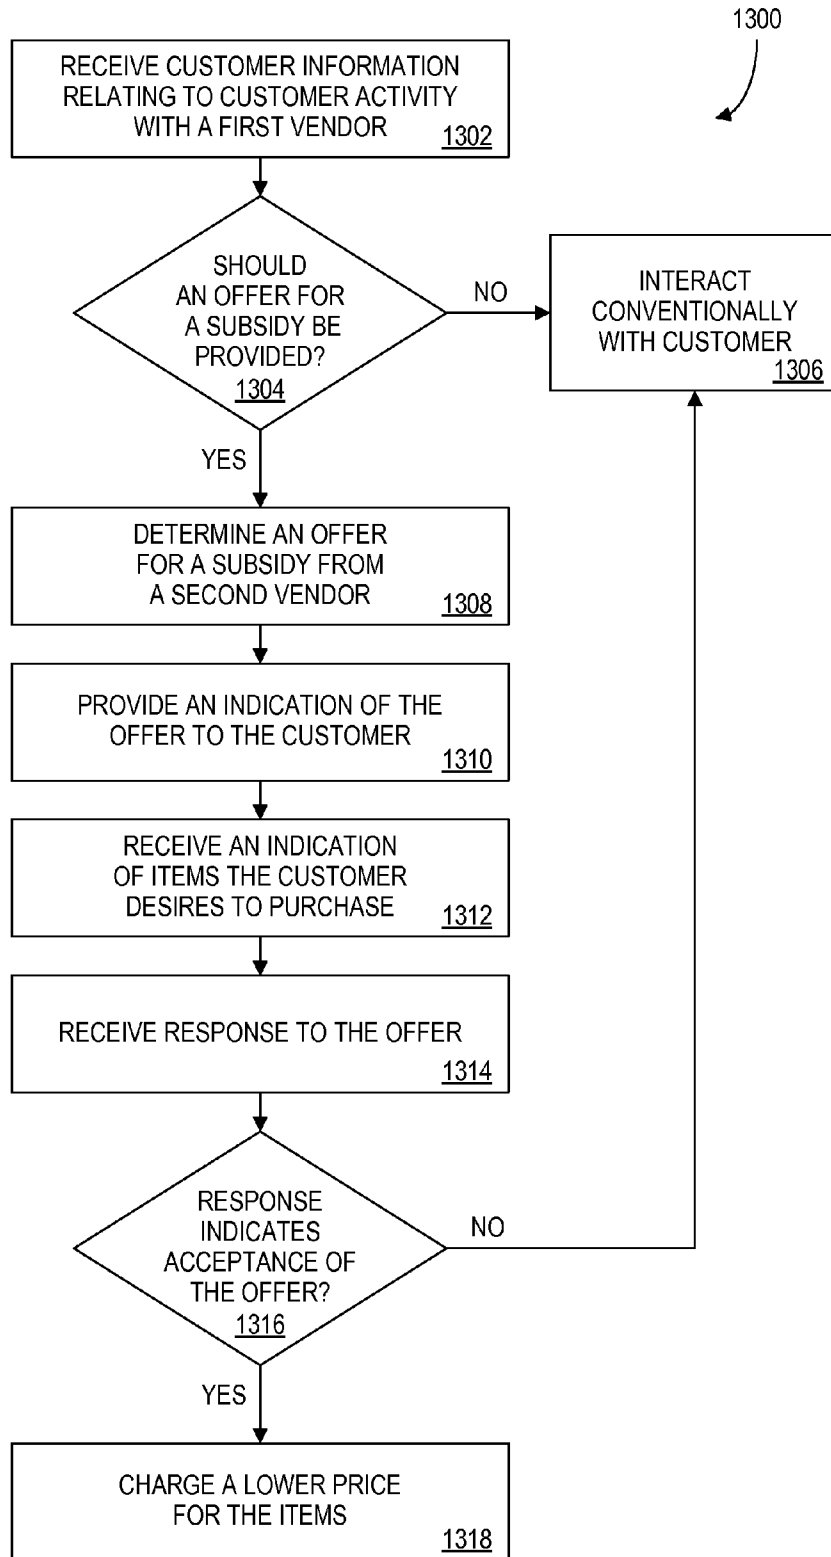 1300
RECEIVE CUSTOMER INFORMATION
RELATING TO CUSTOMER ACTIVITY
WITH A FIRST VENDOR
1302
SHOULD
AN OFFER FOR
A SUBSIDY BE
PROVIDED?
1304
NO
INTERACT
CONVENTIONALLY
WITH CUSTOMER
1306
YES
DETERMINE AN OFFER
FOR A SUBSIDY FROM
A SECOND VENDOR
1308
PROVIDE AN INDICATION OF THE
OFFER TO THE CUSTOMER
1310
RECEIVE AN INDICATION
OF ITEMS THE CUSTOMER
DESIRES TO PURCHASE
1312
RECEIVE RESPONSE TO THE OFFER
1314
RESPONSE
INDICATES
ACCEPTANCE OF
THE OFFER?
1316
NO
YES
CHARGE A LOWER PRICE
FOR THE ITEMS
1318